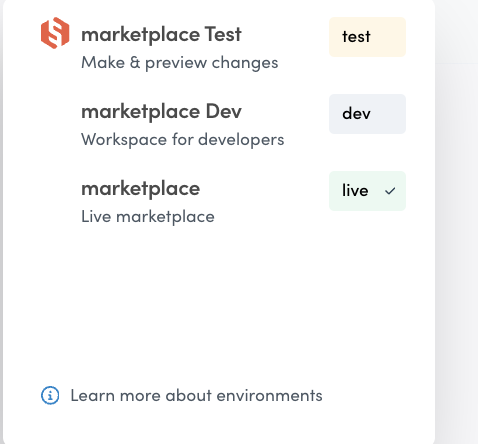 marketplace Test
test
Make & preview changes
marketplace Dev
dev
Workspace for developers
marketplace
live
Live marketplace
Learn more about environments